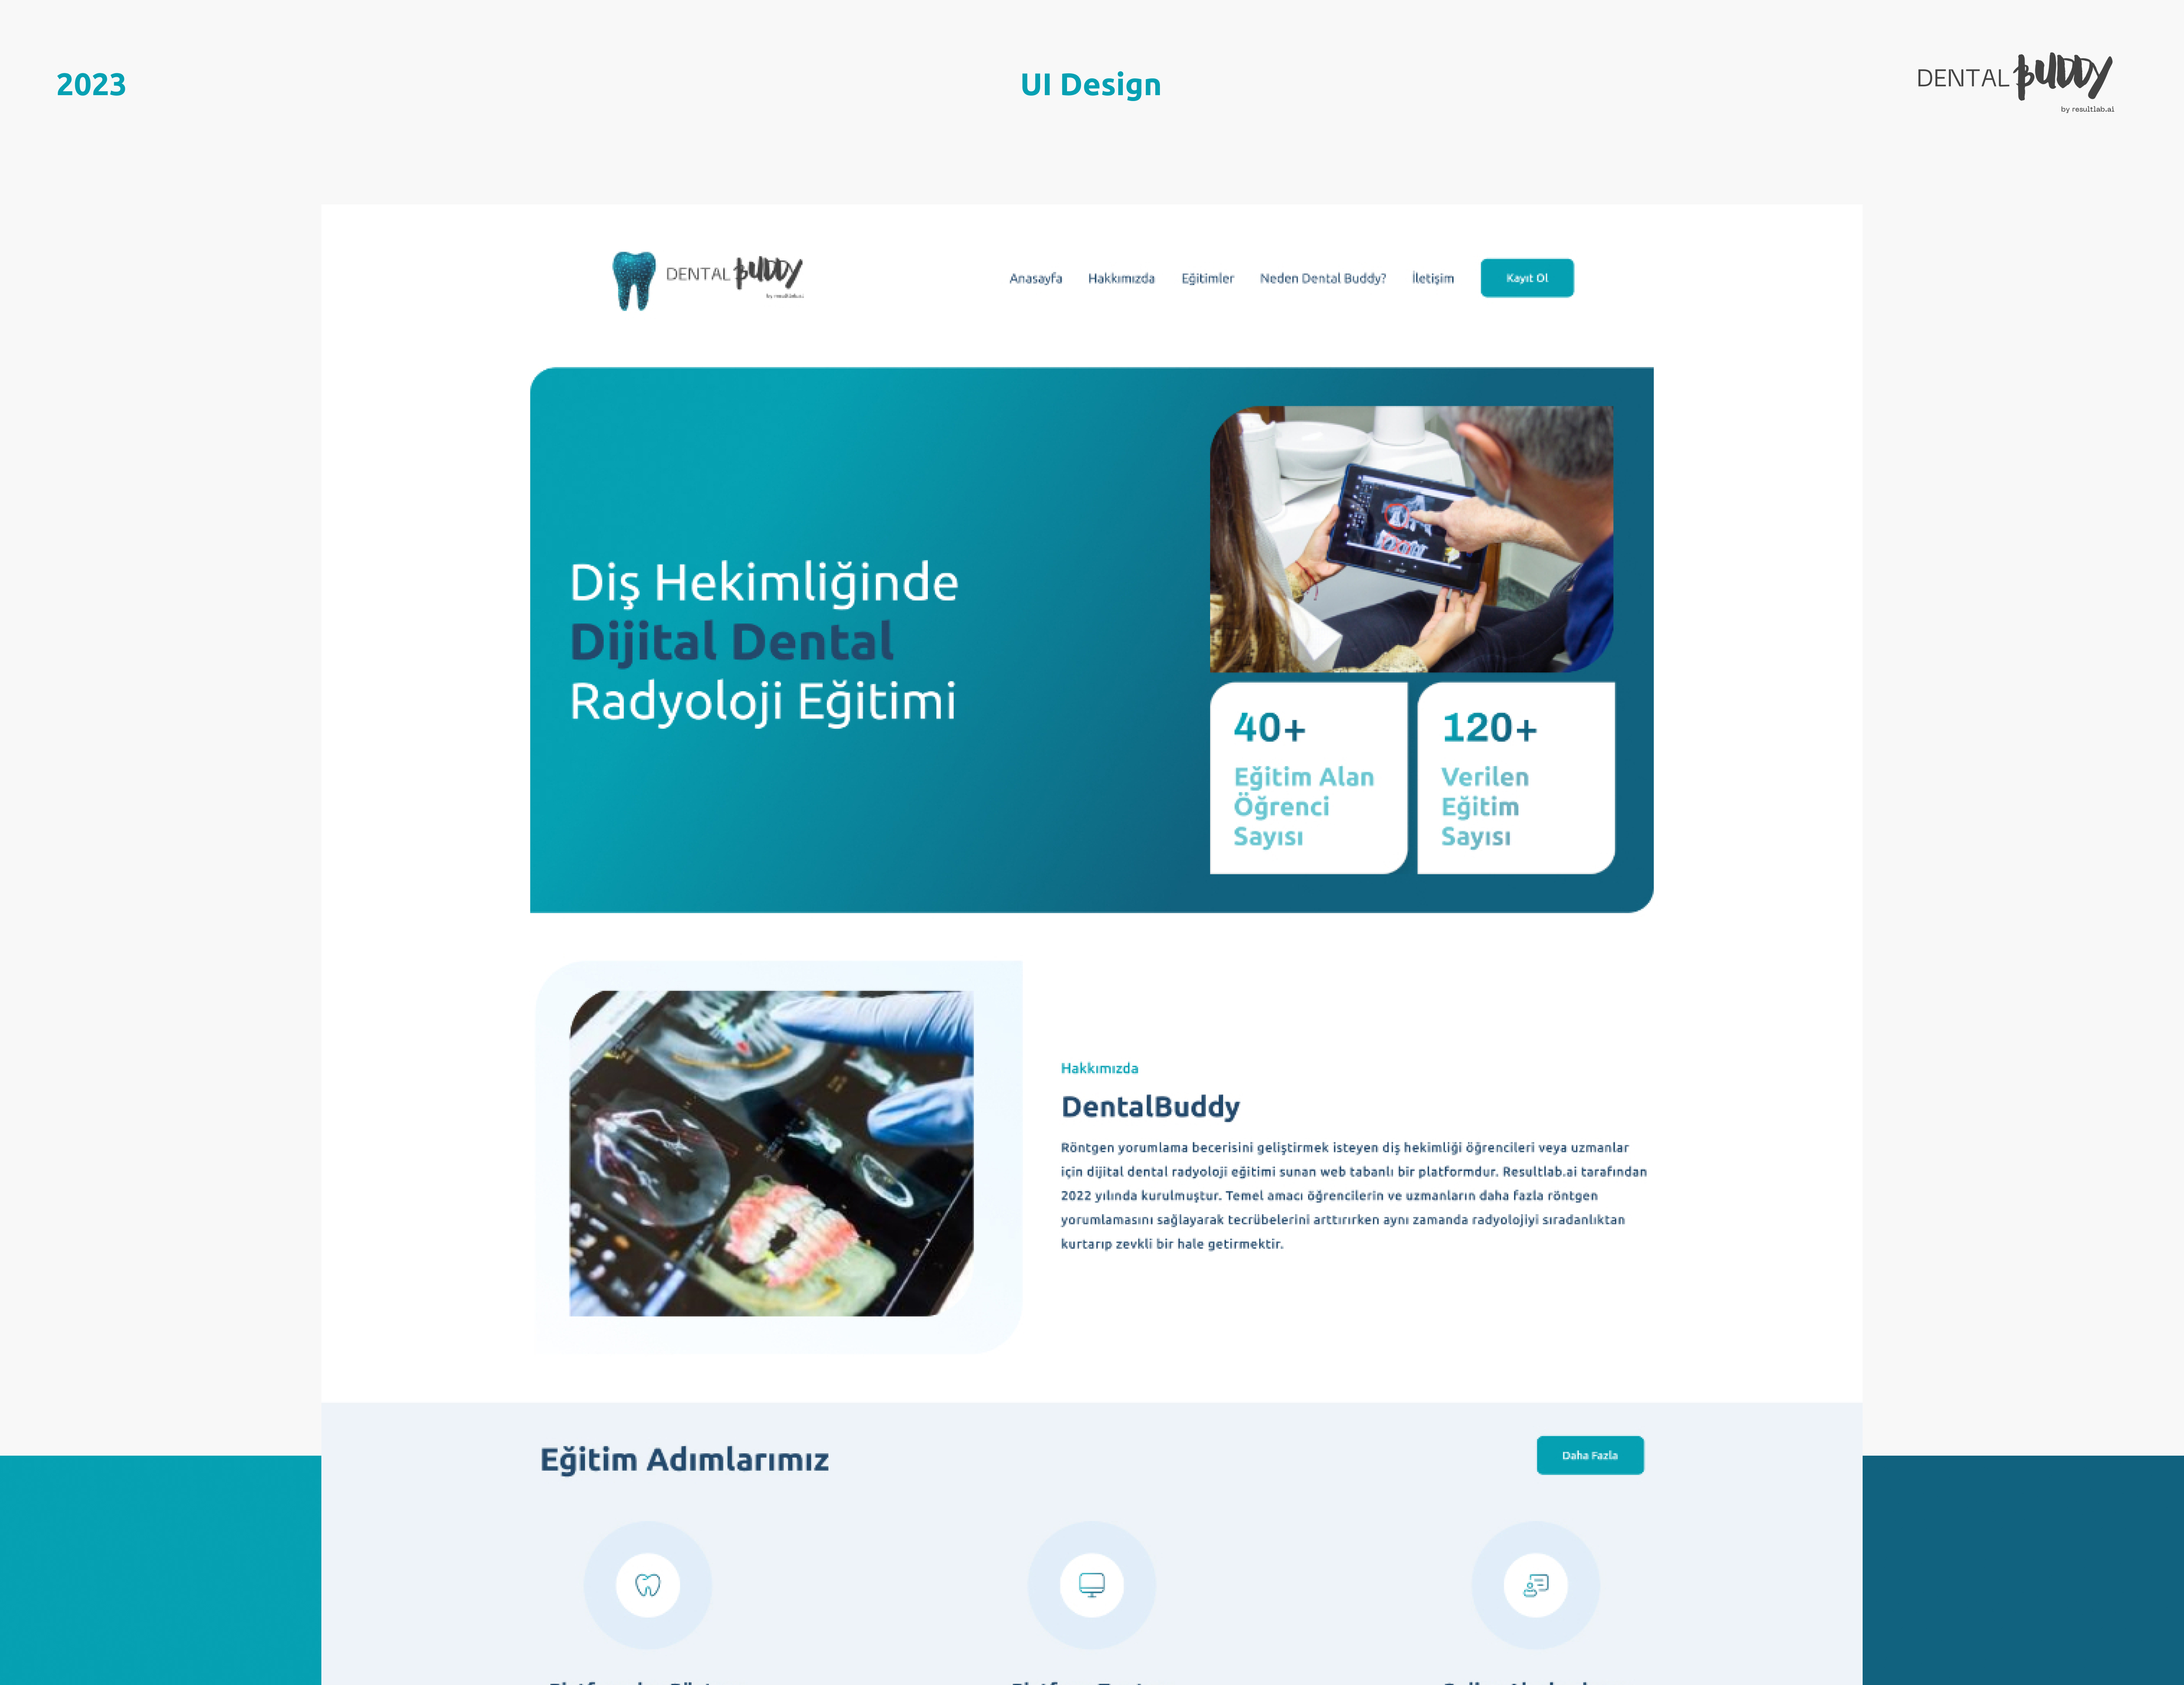 2023
UI Design
DENTAL BUDDY
by resultlab.ai
DENTAL BUDDY
by resultlab.ai
Anasayfa
Hakkımızda
Eğitimler
Neden Dental Buddy?
İletişim
Kayıt Ol
Diş Hekimliğinde
Dijital Dental
Radyoloji Eğitimi
40+
Eğitim Alan
Öğrenci
Sayısı
120+
Verilen
Eğitim
Sayısı
Hakkımızda
DentalBuddy
Röntgen yorumlama becerisini geliştirmek isteyen diş hekimliği öğrencileri veya uzmanlar
için dijital dental radyoloji eğitimi sunan web tabanlı bir platformdur. Resultlab.ai tarafından
2022 yılında kurulmuştur. Temel amacı öğrencilerin ve uzmanların daha fazla röntgen
yorumlamasını sağlayarak tecrübelerini arttırırken aynı zamanda radyolojiyi sıradanlıktan
kurtarıp zevkli bir hale getirmektir.
Eğitim Adımlarımız
Daha Fazla